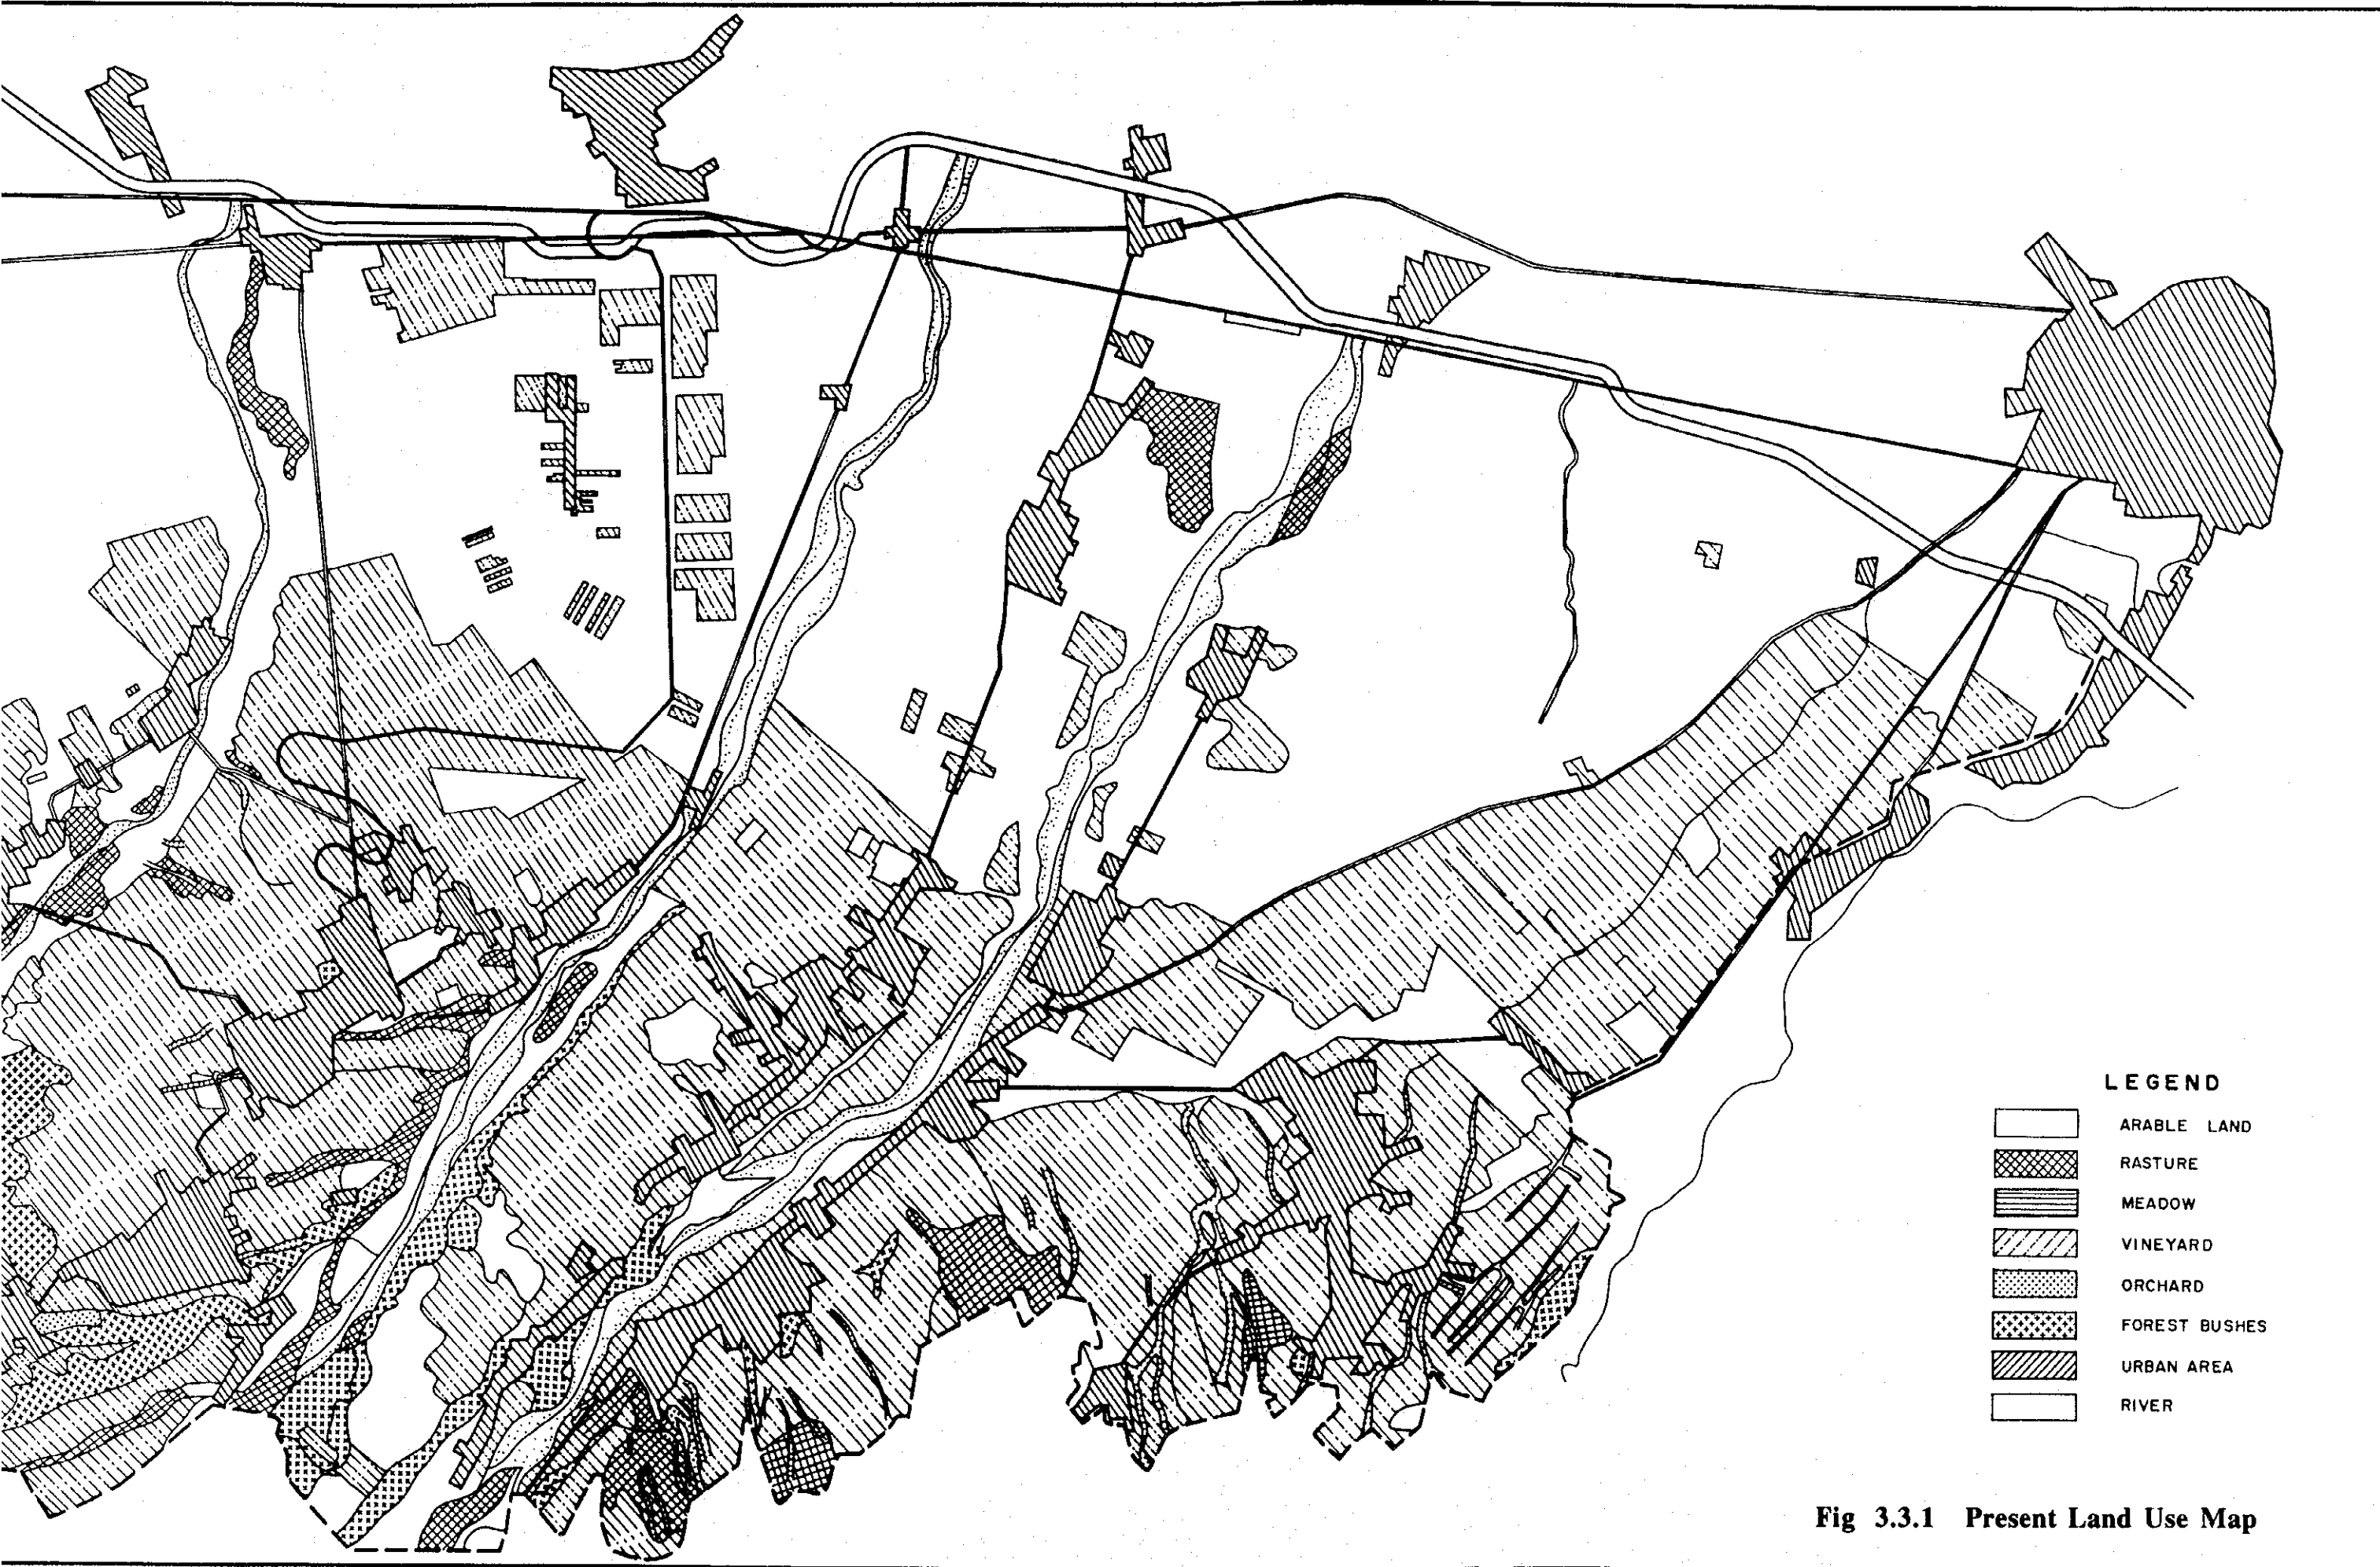 LEGEND
ARABLE LAND
RASTURE
MEADOW
VINEYARD
ORCHARD
FOREST BUSHES
URBAN AREA
RIVER
Fig 3.3.1 Present Land Use Map